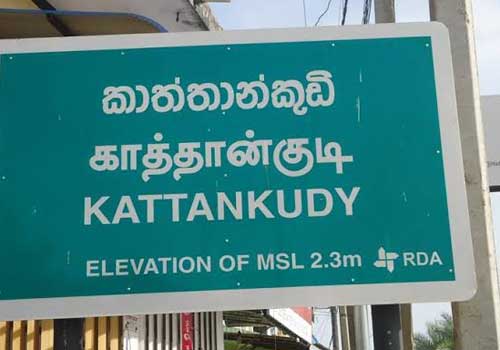 කාත්තාන්කුඩි
காத்தான்குடி
KATTANKUDY
ELEVATION OF MSL 2.3m RDA